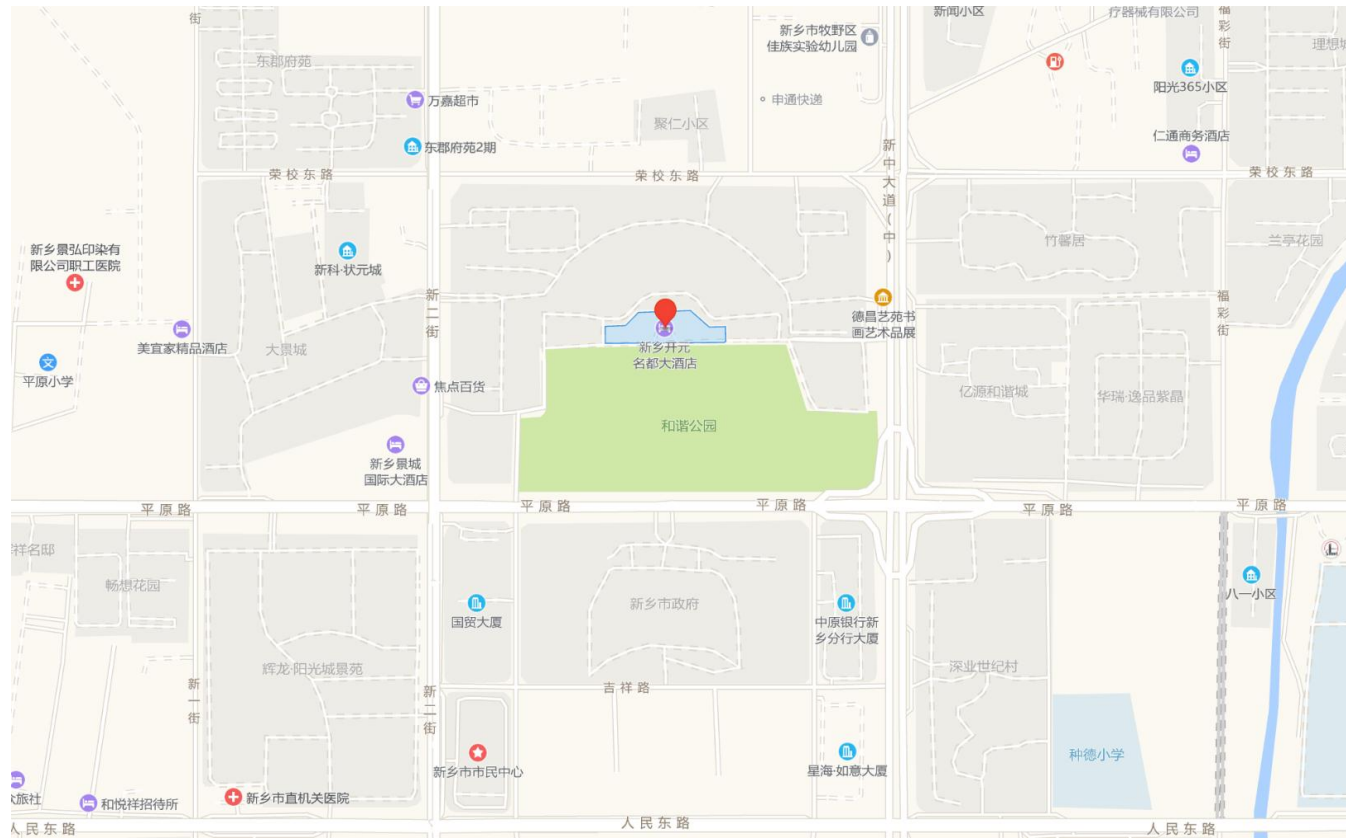 街
东郡府苑
万嘉超市
东郡府苑2期
新乡市牧野区
佳族实验幼儿园
申通快递
聚仁小区
新闻小区
疗器械有限公司
福彩街
阳光365小区
理想城
仁通商务酒店
荣校东路
荣校东路
荣校东路
新中大道(中)
新乡景弘印染有
限公司职工医院
新科·状元城
竹馨居
兰亭花园
新二街
福彩街
美宜家精品酒店
大景城
平原小学
焦点百货
新乡开元
名都大酒店
德昌艺苑书
画艺术品展
亿源和谐城
华瑞·逸品紫晶
和谐公园
新乡景城
国际大酒店
平原路
平原路
平原路
平原路
平原路
平原路
祥名邸
畅想花园
国贸大厦
新乡市政府
中原银行新
乡分行大厦
八一小区
辉龙·阳光城景苑
深业世纪村
新一街
新二街
吉祥路
新乡市市民中心
星海·如意大厦
种德小学
旅社
和悦祥招待所
新乡市直机关医院
人民东路
人民东路
人民东路